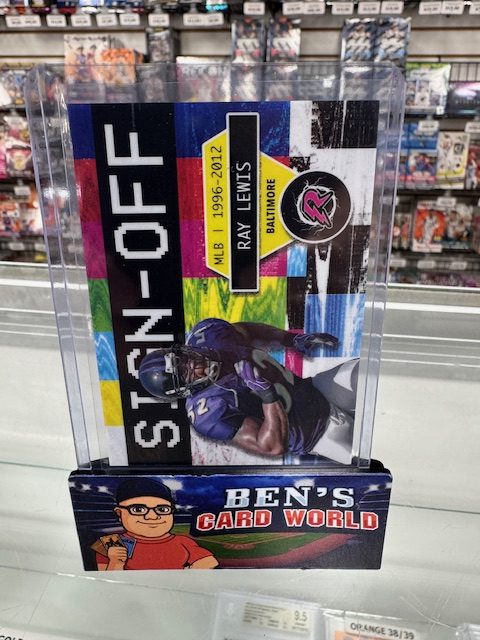 SIGN-OFF
MLB | 1996-2012
RAY LEWIS
BALTIMORE
R
52
BEN'S
CARD WORLD
9.5
ORANGE 38/39